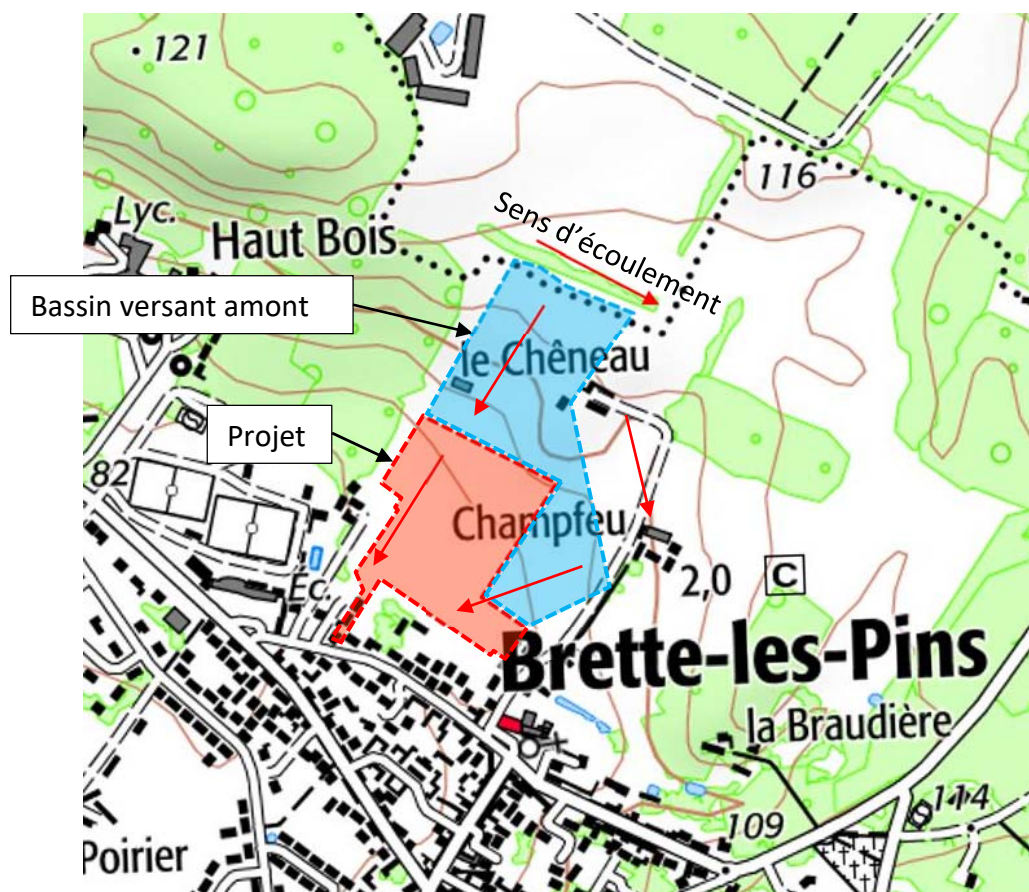 121
116
Lyc.
Haut Bois
Sens d'écoulement
Bassin versant amont
le Chêneau
Projet
82
Champfeu
Éc.
2,0
C
Brette-les-Pins
la Braudière
114
109
Poirier